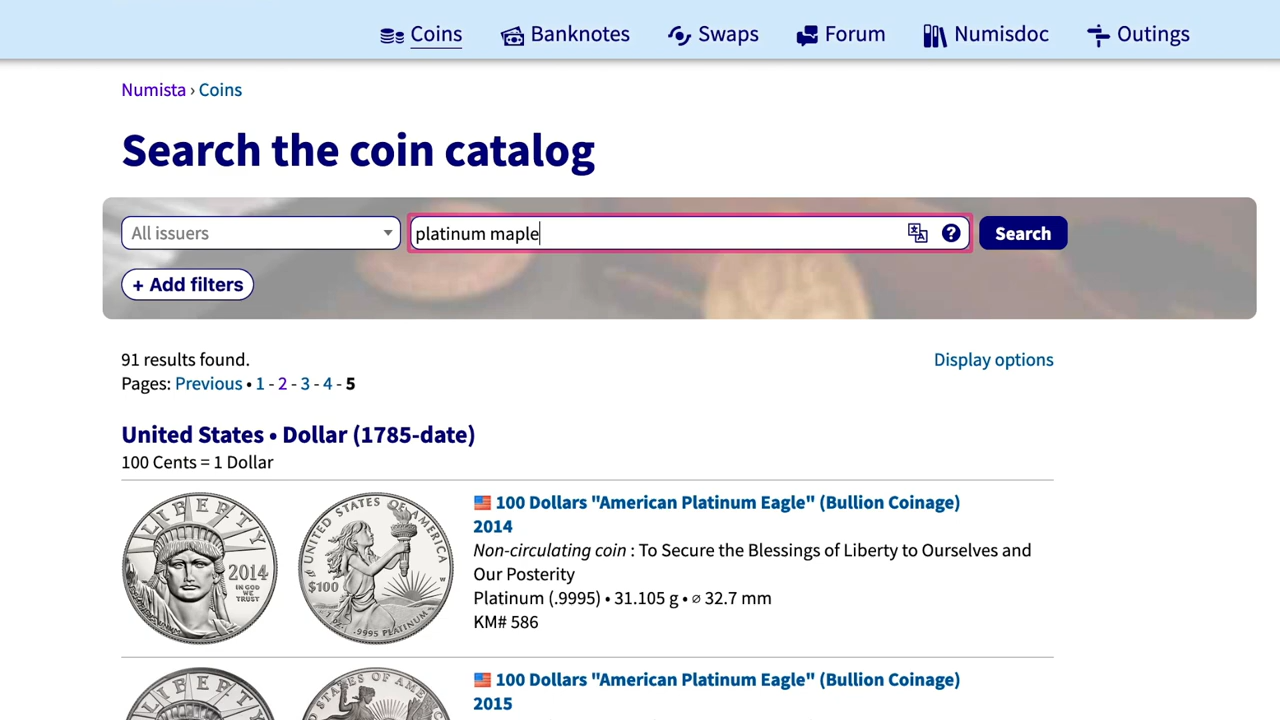 Coins Banknotes Swaps Forum Numisdoc Outings
Numista › Coins
Search the coin catalog
All issuers platinum maple Search
+ Add filters
91 results found. Display options
Pages: Previous • 1 - 2 - 3 - 4 - 5
United States • Dollar (1785-date)
100 Cents = 1 Dollar
100 Dollars "American Platinum Eagle" (Bullion Coinage)
2014
Non-circulating coin : To Secure the Blessings of Liberty to Ourselves and
Our Posterity
Platinum (.9995) • 31.105 g • ⌀ 32.7 mm
KM# 586
LIBERTY
2014
IN GOD
WE
TRUST
UNITED STATES OF AMERICA
$100
1 OZ. .9995 PLATINUM
100 Dollars "American Platinum Eagle" (Bullion Coinage)
2015
LIBERTY